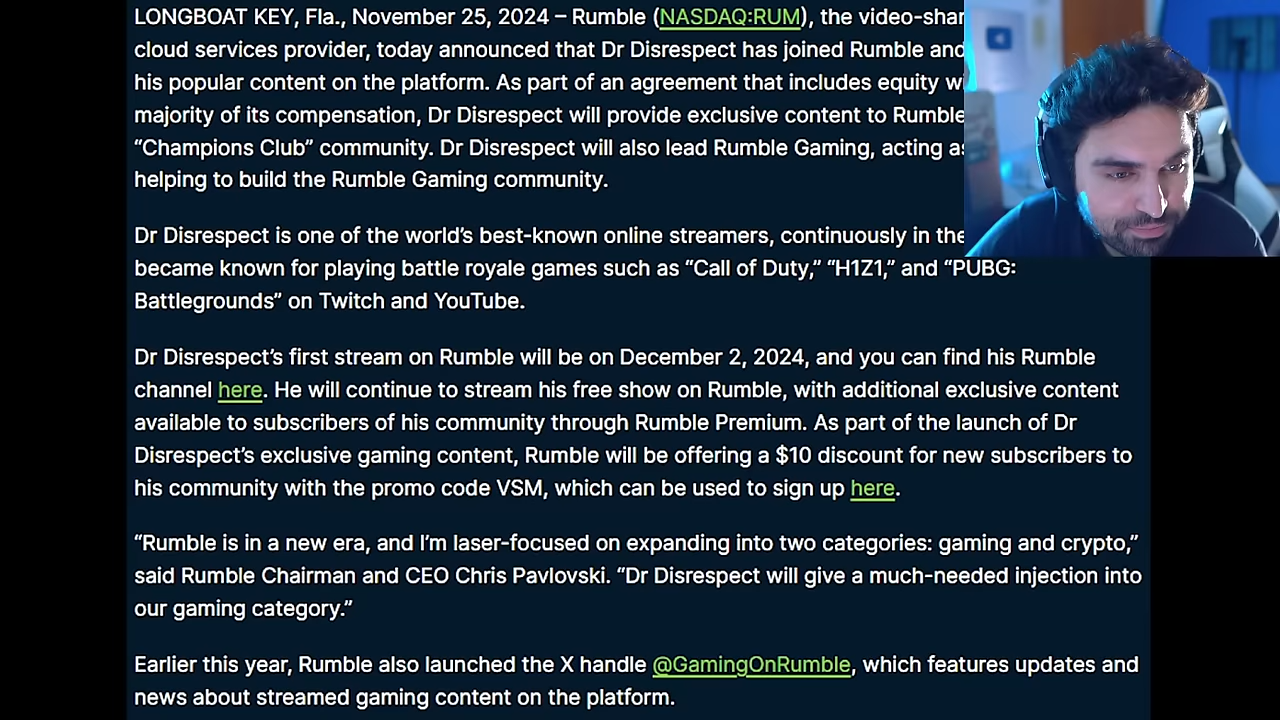 LONGBOAT KEY, Fla., November 25, 2024 – Rumble (NASDAQ:RUM), the
cloud services provider, today announced that Dr Disrespect has joined Rumble and
his popular content on the platform. As part of an agreement that includes equity
majority of its compensation, Dr Disrespect will provide exclusive content to Rumble
“Champions Club” community. Dr Disrespect will also lead Rumble Gaming, acting
helping to build the Rumble Gaming community.
Dr Disrespect is one of the world’s best-known online streamers, continuously in the
became known for playing battle royale games such as “Call of Duty,” “H1Z1,” and “PUBG:
Battlegrounds” on Twitch and YouTube.
Dr Disrespect’s first stream on Rumble will be on December 2, 2024, and you can find his Rumble
channel here. He will continue to stream his free show on Rumble, with additional exclusive content
available to subscribers of his community through Rumble Premium. As part of the launch of Dr
Disrespect’s exclusive gaming content, Rumble will be offering a $10 discount for new subscribers to
his community with the promo code VSM, which can be used to sign up here.
“Rumble is in a new era, and I’m laser-focused on expanding into two categories: gaming and crypto,”
said Rumble Chairman and CEO Chris Pavlovski. “Dr Disrespect will give a much-needed injection into
our gaming category.”
Earlier this year, Rumble also launched the X handle @GamingOnRumble, which features updates and
news about streamed gaming content on the platform.